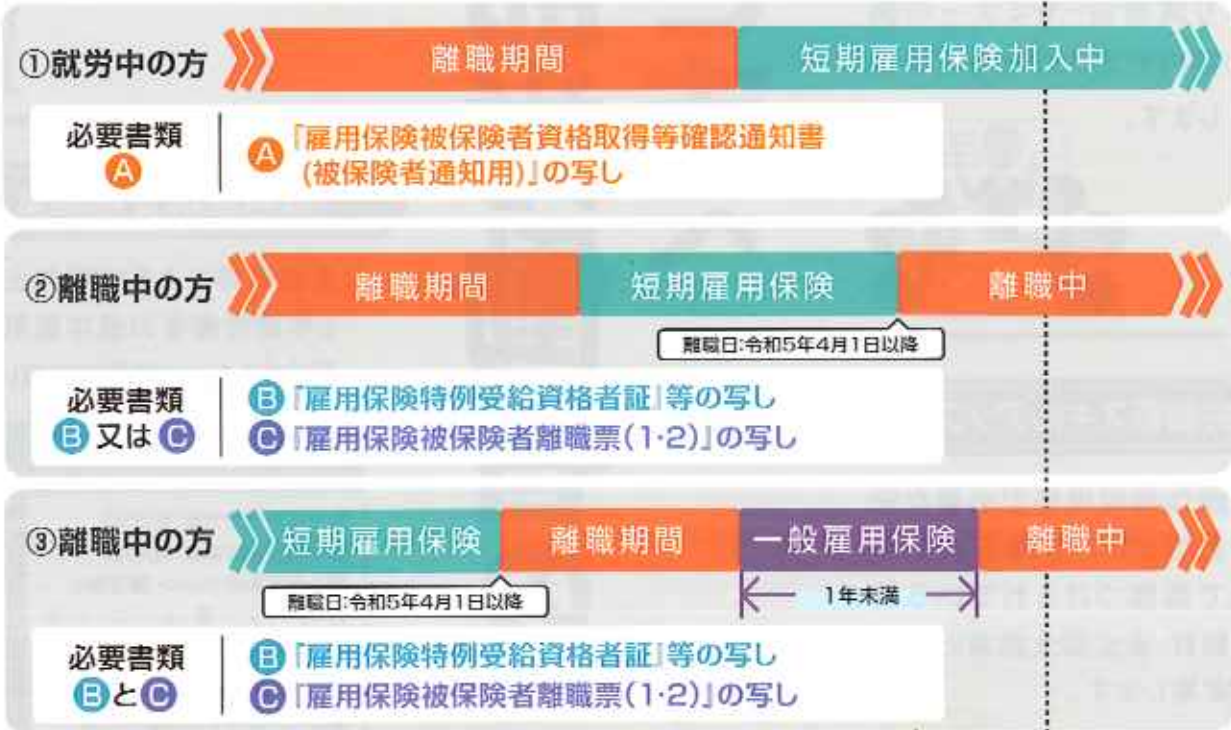 ①就労中の方
離職期間
短期雇用保険加入中
必要書類
A
A『雇用保険被保険者資格取得等確認通知書
(被保険者通知用)』の写し
②離職中の方
離職期間
短期雇用保険
離職中
離職日:令和5年4月1日以降
必要書類
B又はC
B『雇用保険特例受給資格者証』等の写し
C『雇用保険被保険者離職票(1・2)』の写し
③離職中の方
短期雇用保険
離職期間
一般雇用保険
離職中
離職日:令和5年4月1日以降
1年未満
必要書類
BとC
B『雇用保険特例受給資格者証』等の写し
C『雇用保険被保険者離職票(1・2)』の写し